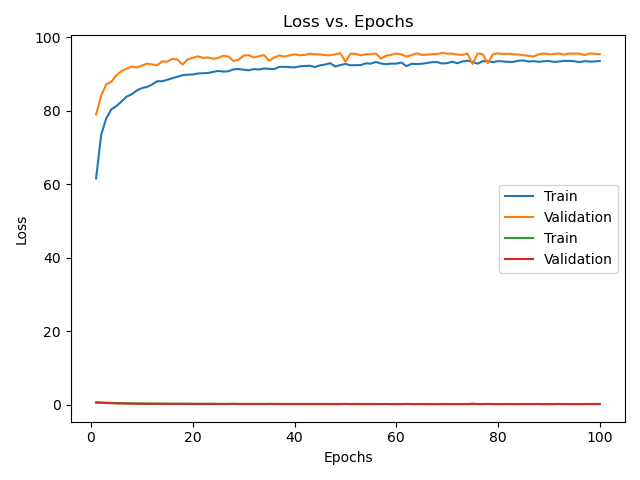 Loss vs. Epochs
100
80
60
40
20
0
Loss
Train
Validation
Train
Validation
0 20 40 60 80 100
Epochs